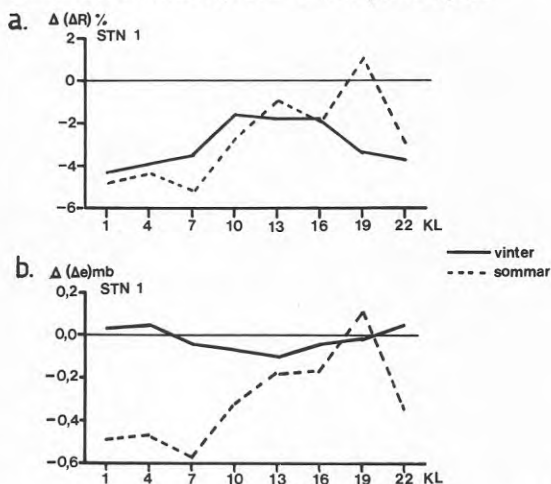 a. Δ (ΔR) %
STN 1
2
0
-2
-4
-6
1 4 7 10 13 16 19 22 KL
vinter
sommar
b. Δ (Δe)mb
STN 1
0,2
0,0
-0,2
-0,4
-0,6
1 4 7 10 13 16 19 22 KL